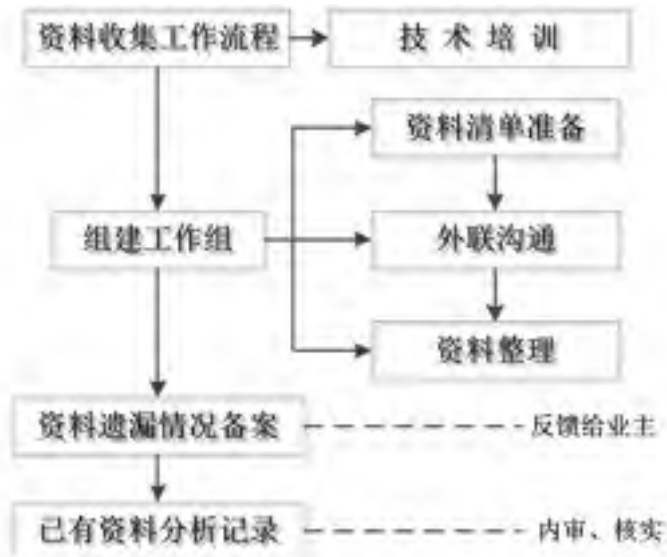 资料收集工作流程
技术培训
资料清单准备
组建工作组
外联沟通
资料整理
资料遗漏情况备案
反馈给业主
已有资料分析记录
内审、核实